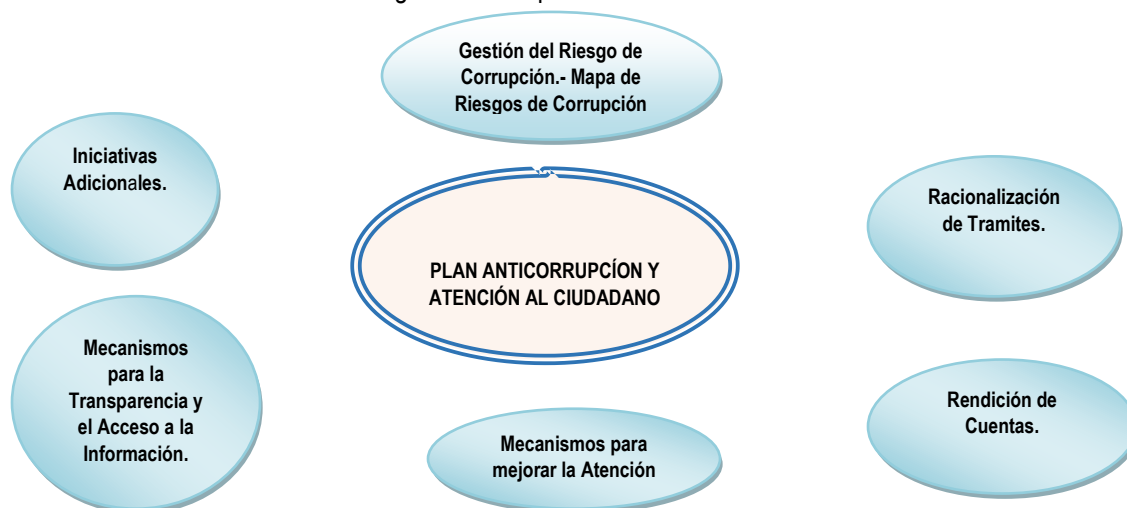 Gestión del Riesgo de
Corrupción.- Mapa de
Riesgos de Corrupción
Iniciativas
Adicionales.
Racionalización
de Tramites.
PLAN ANTICORRUPCÍON Y
ATENCIÓN AL CIUDADANO
Mecanismos
para la
Transparencia y
el Acceso a la
Información.
Rendición de
Cuentas.
Mecanismos para
mejorar la Atención